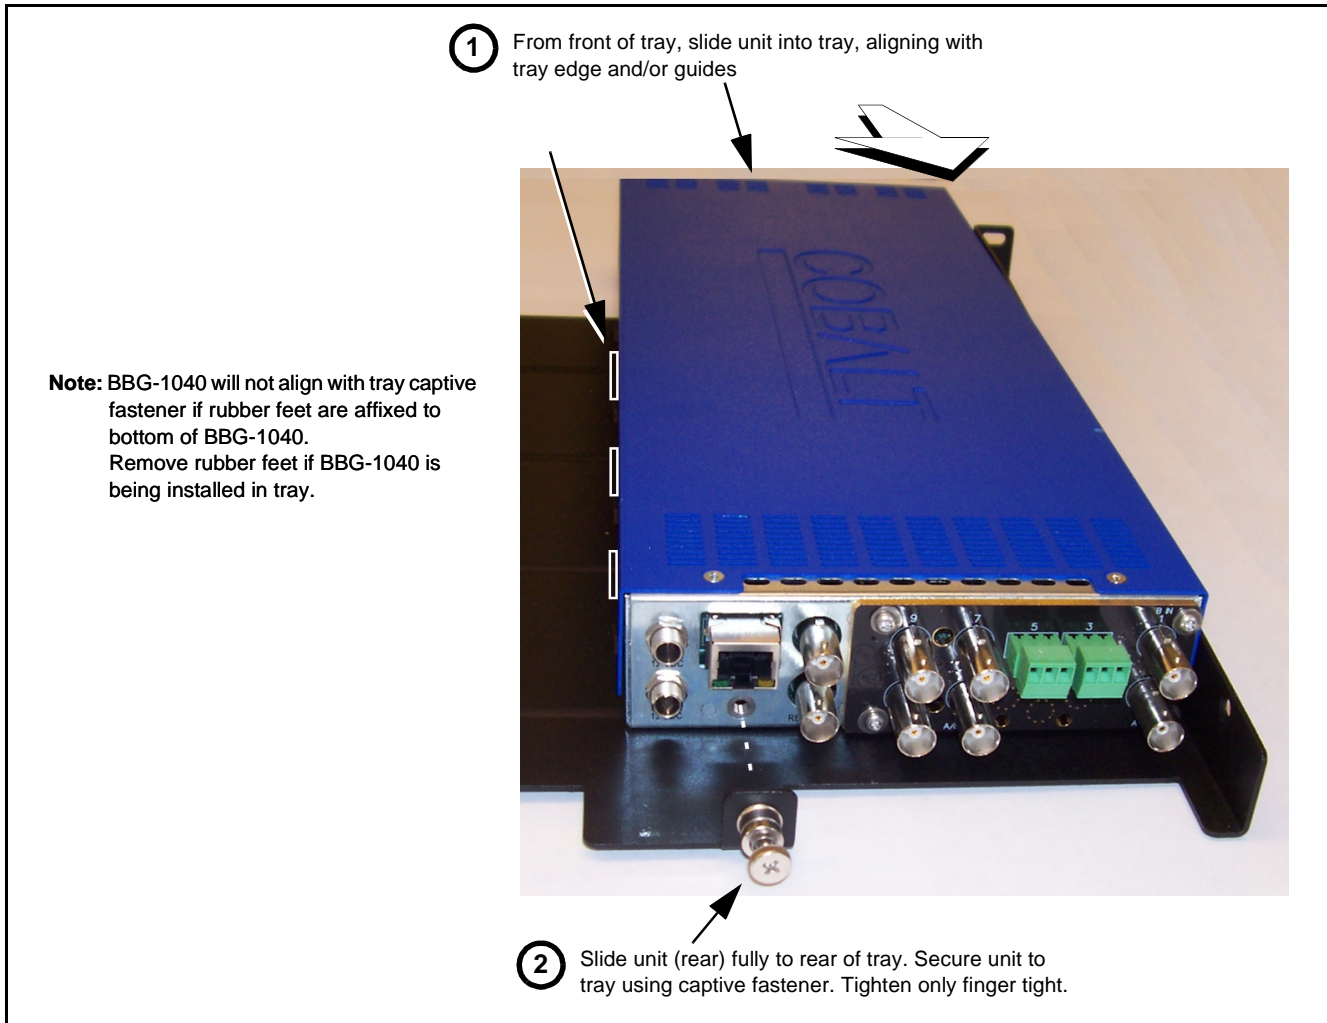 1 From front of tray, slide unit into tray, aligning with
tray edge and/or guides
Note: BBG-1040 will not align with tray captive
fastener if rubber feet are affixed to
bottom of BBG-1040.
Remove rubber feet if BBG-1040 is
being installed in tray.
COBALT
9
7
5
3
1
2 Slide unit (rear) fully to rear of tray. Secure unit to
tray using captive fastener. Tighten only finger tight.